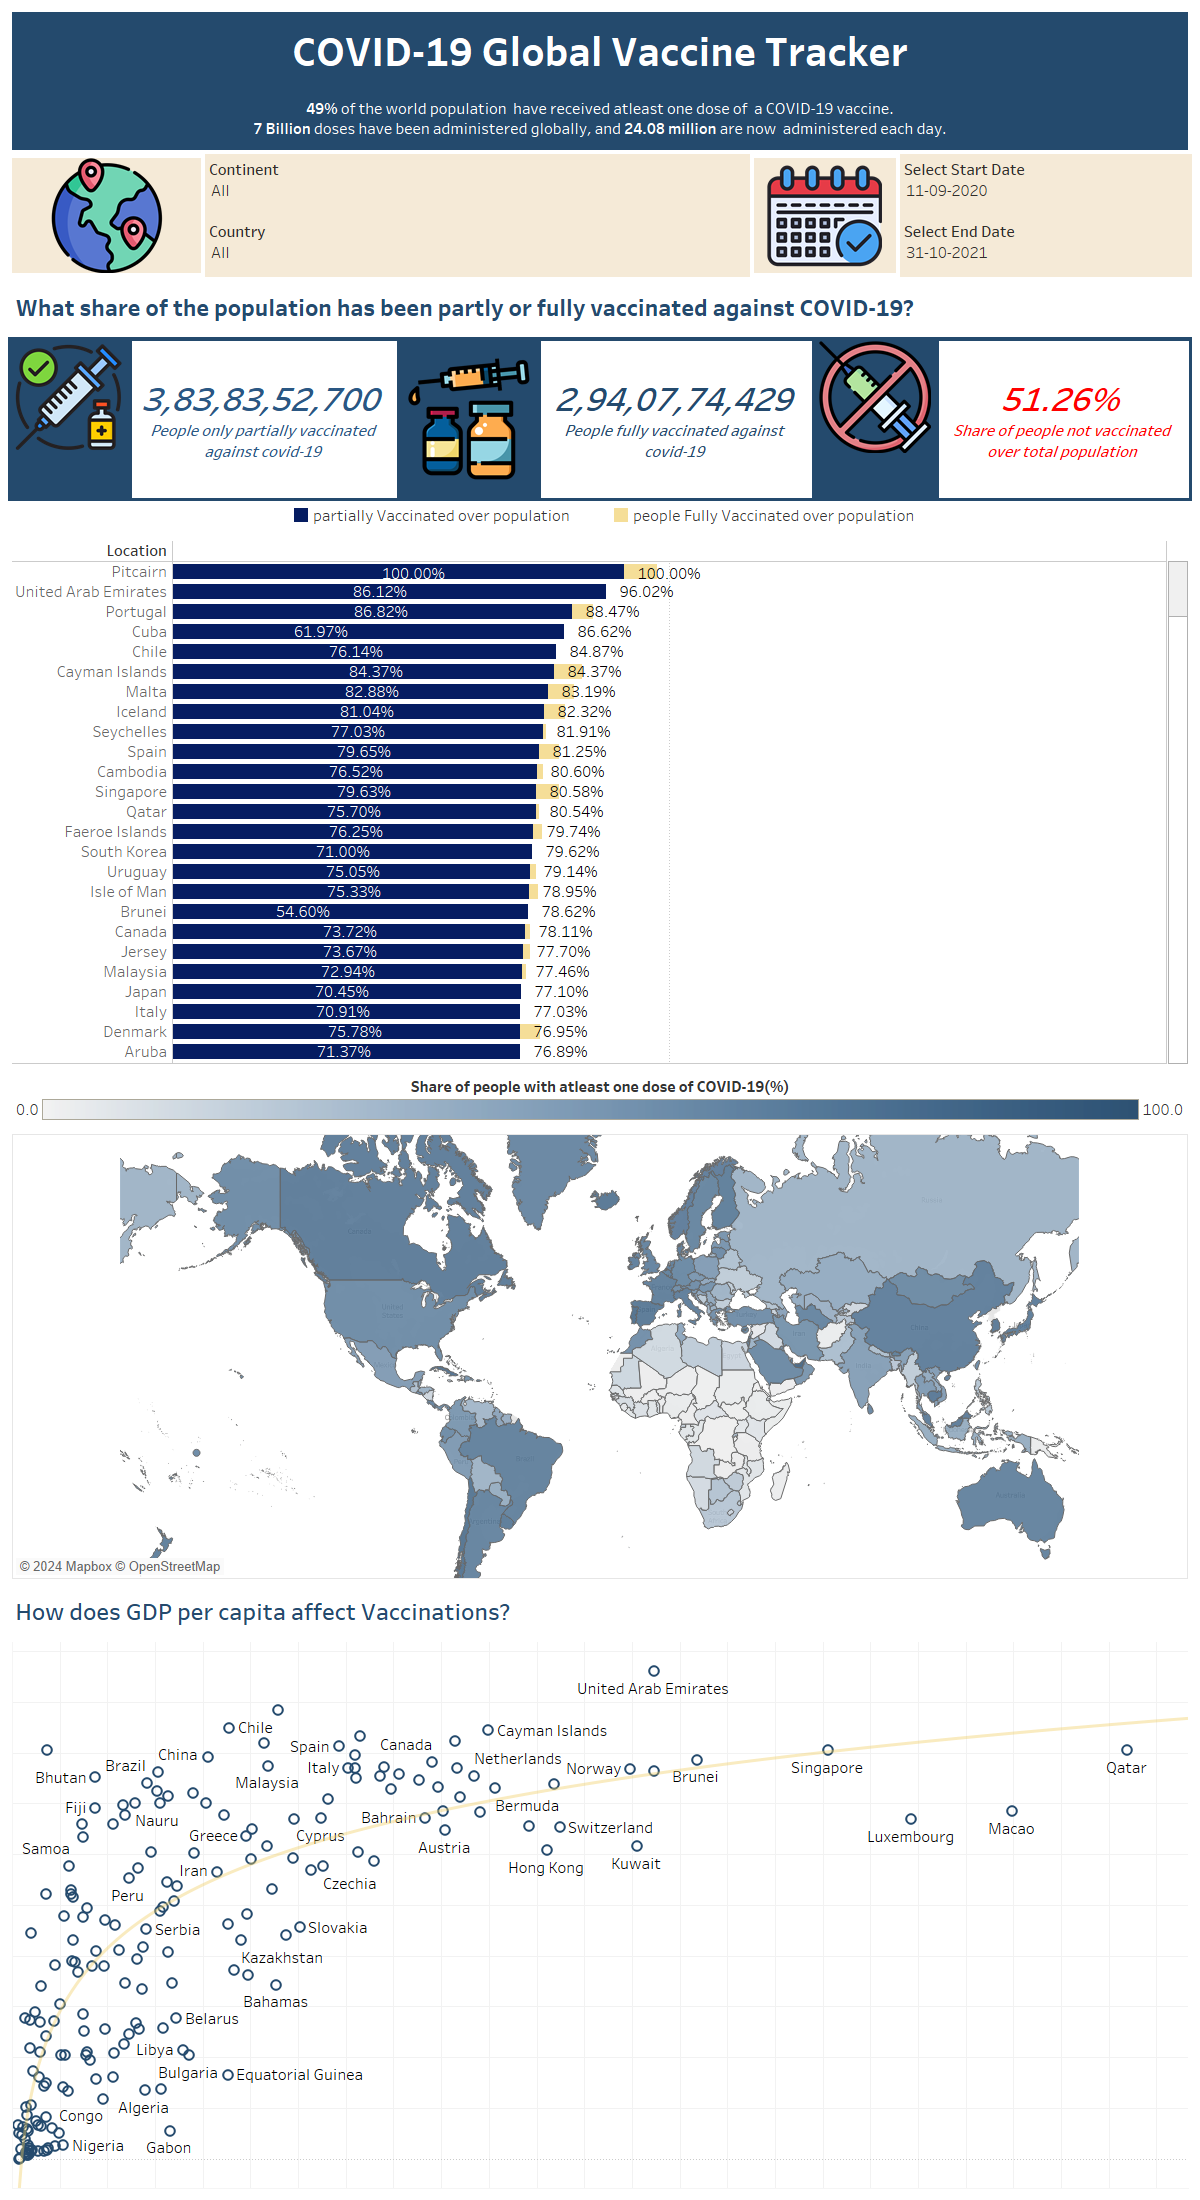 COVID-19 Global Vaccine Tracker
49% of the world population have received atleast one dose of a COVID-19 vaccine.
7 Billion doses have been administered globally, and 24.08 million are now administered each day.
Continent
All
Country
All
Select Start Date
11-09-2020
Select End Date
31-10-2021
What share of the population has been partly or fully vaccinated against COVID-19?
3,83,83,52,700
People only partially vaccinated
against covid-19
2,94,07,74,429
People fully vaccinated against
covid-19
51.26%
Share of people not vaccinated
over total population
partially Vaccinated over population
people Fully Vaccinated over population
Location
Pitcairn 100.00% 100.00%
United Arab Emirates 86.12% 96.02%
Portugal 86.82% 88.47%
Cuba 61.97% 86.62%
Chile 76.14% 84.87%
Cayman Islands 84.37% 84.37%
Malta 82.88% 83.19%
Iceland 81.04% 82.32%
Seychelles 77.03% 81.91%
Spain 79.65% 81.25%
Cambodia 76.52% 80.60%
Singapore 79.63% 80.58%
Qatar 75.70% 80.54%
Faeroe Islands 76.25% 79.74%
South Korea 71.00% 79.62%
Uruguay 75.05% 79.14%
Isle of Man 75.33% 78.95%
Brunei 54.60% 78.62%
Canada 73.72% 78.11%
Jersey 73.67% 77.70%
Malaysia 72.94% 77.46%
Japan 70.45% 77.10%
Italy 70.91% 77.03%
Denmark 75.78% 76.95%
Aruba 71.37% 76.89%
Share of people with atleast one dose of COVID-19(%)
0.0
100.0
© 2024 Mapbox © OpenStreetMap
How does GDP per capita affect Vaccinations?
United Arab Emirates
Chile
Cayman Islands
Spain
Canada
China
Netherlands
Brazil
Italy
Norway
Singapore
Qatar
Bhutan
Malaysia
Brunei
Fiji
Bermuda
Nauru
Bahrain
Switzerland
Macao
Greece
Cyprus
Luxembourg
Samoa
Austria
Hong Kong
Kuwait
Iran
Czechia
Peru
Serbia
Slovakia
Kazakhstan
Bahamas
Belarus
Libya
Bulgaria
Equatorial Guinea
Algeria
Congo
Nigeria
Gabon